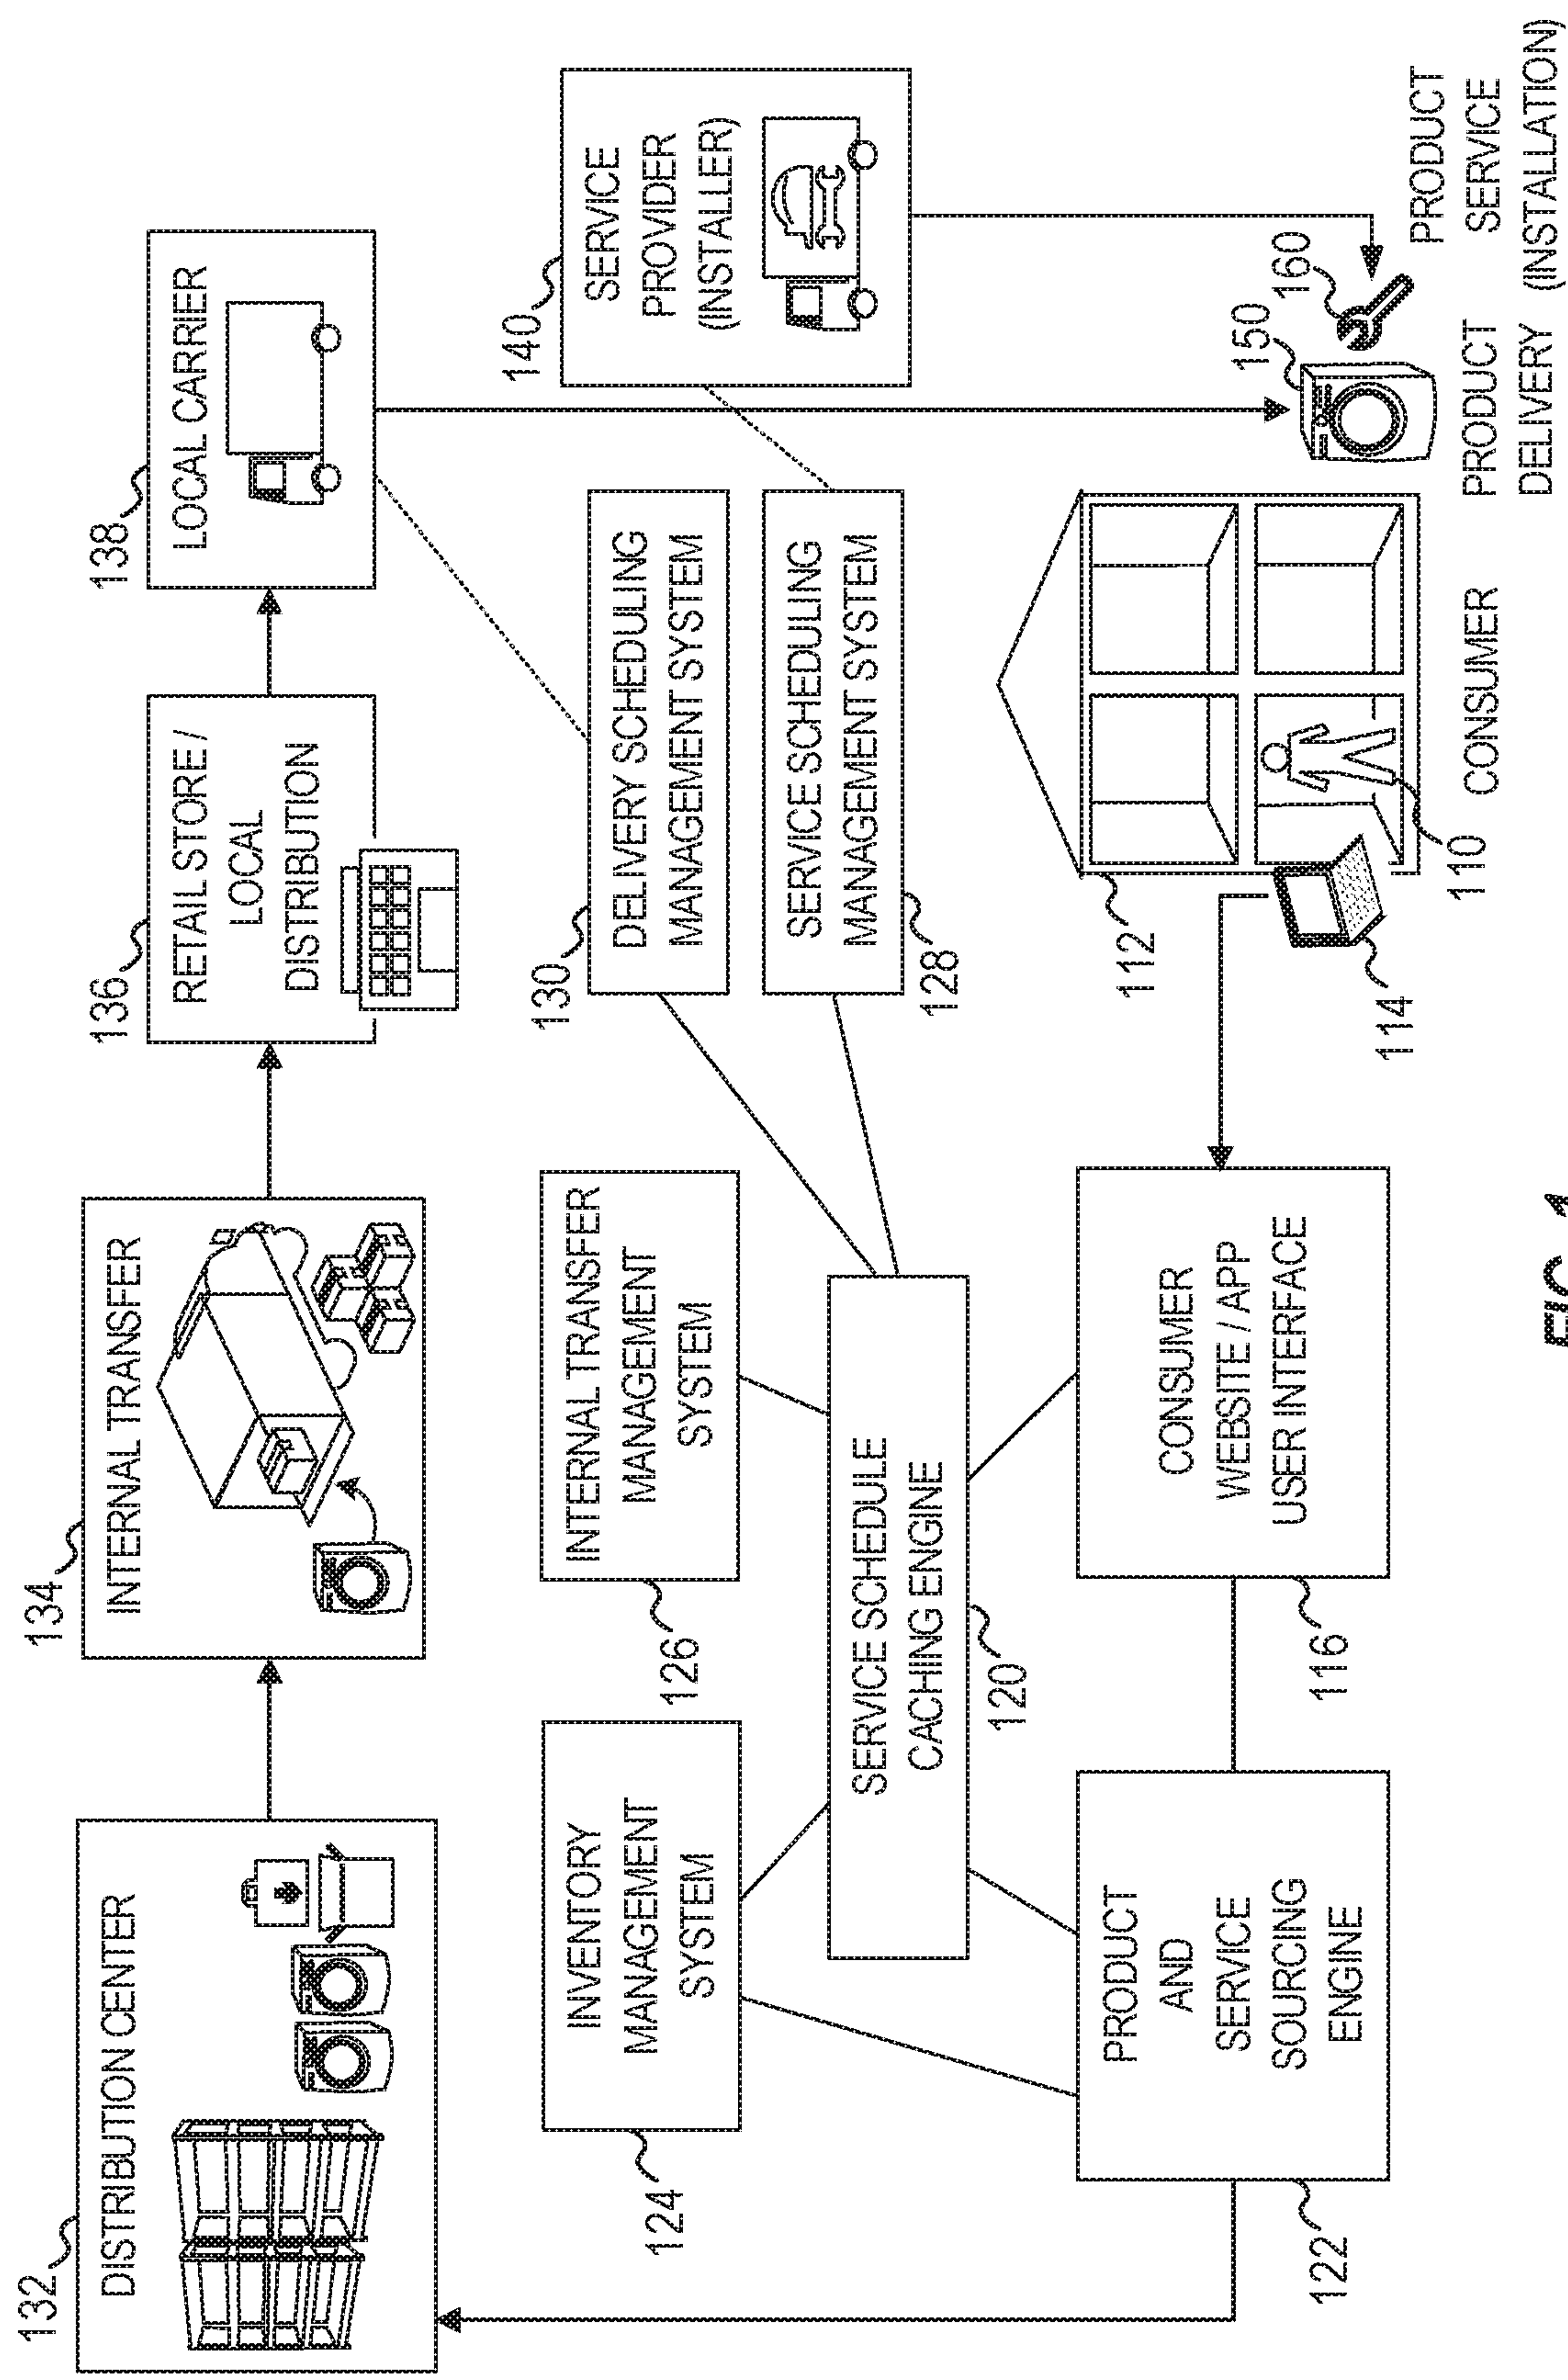 132
DISTRIBUTION CENTER
134
INTERNAL TRANSFER
136
RETAIL STORE /
LOCAL
DISTRIBUTION
138
LOCAL CARRIER
124
INVENTORY
MANAGEMENT
SYSTEM
126
INTERNAL TRANSFER
MANAGEMENT
SYSTEM
130
DELIVERY SCHEDULING
MANAGEMENT SYSTEM
140
SERVICE
PROVIDER
(INSTALLER)
SERVICE SCHEDULE
CACHING ENGINE
120
SERVICE SCHEDULING
MANAGEMENT SYSTEM
128
PRODUCT
AND
SERVICE
SOURCING
ENGINE
122
CONSUMER
WEBSITE / APP
USER INTERFACE
116
112
114
110
CONSUMER
150
160
PRODUCT
DELIVERY
PRODUCT
SERVICE
(INSTALLATION)
FIG. 1